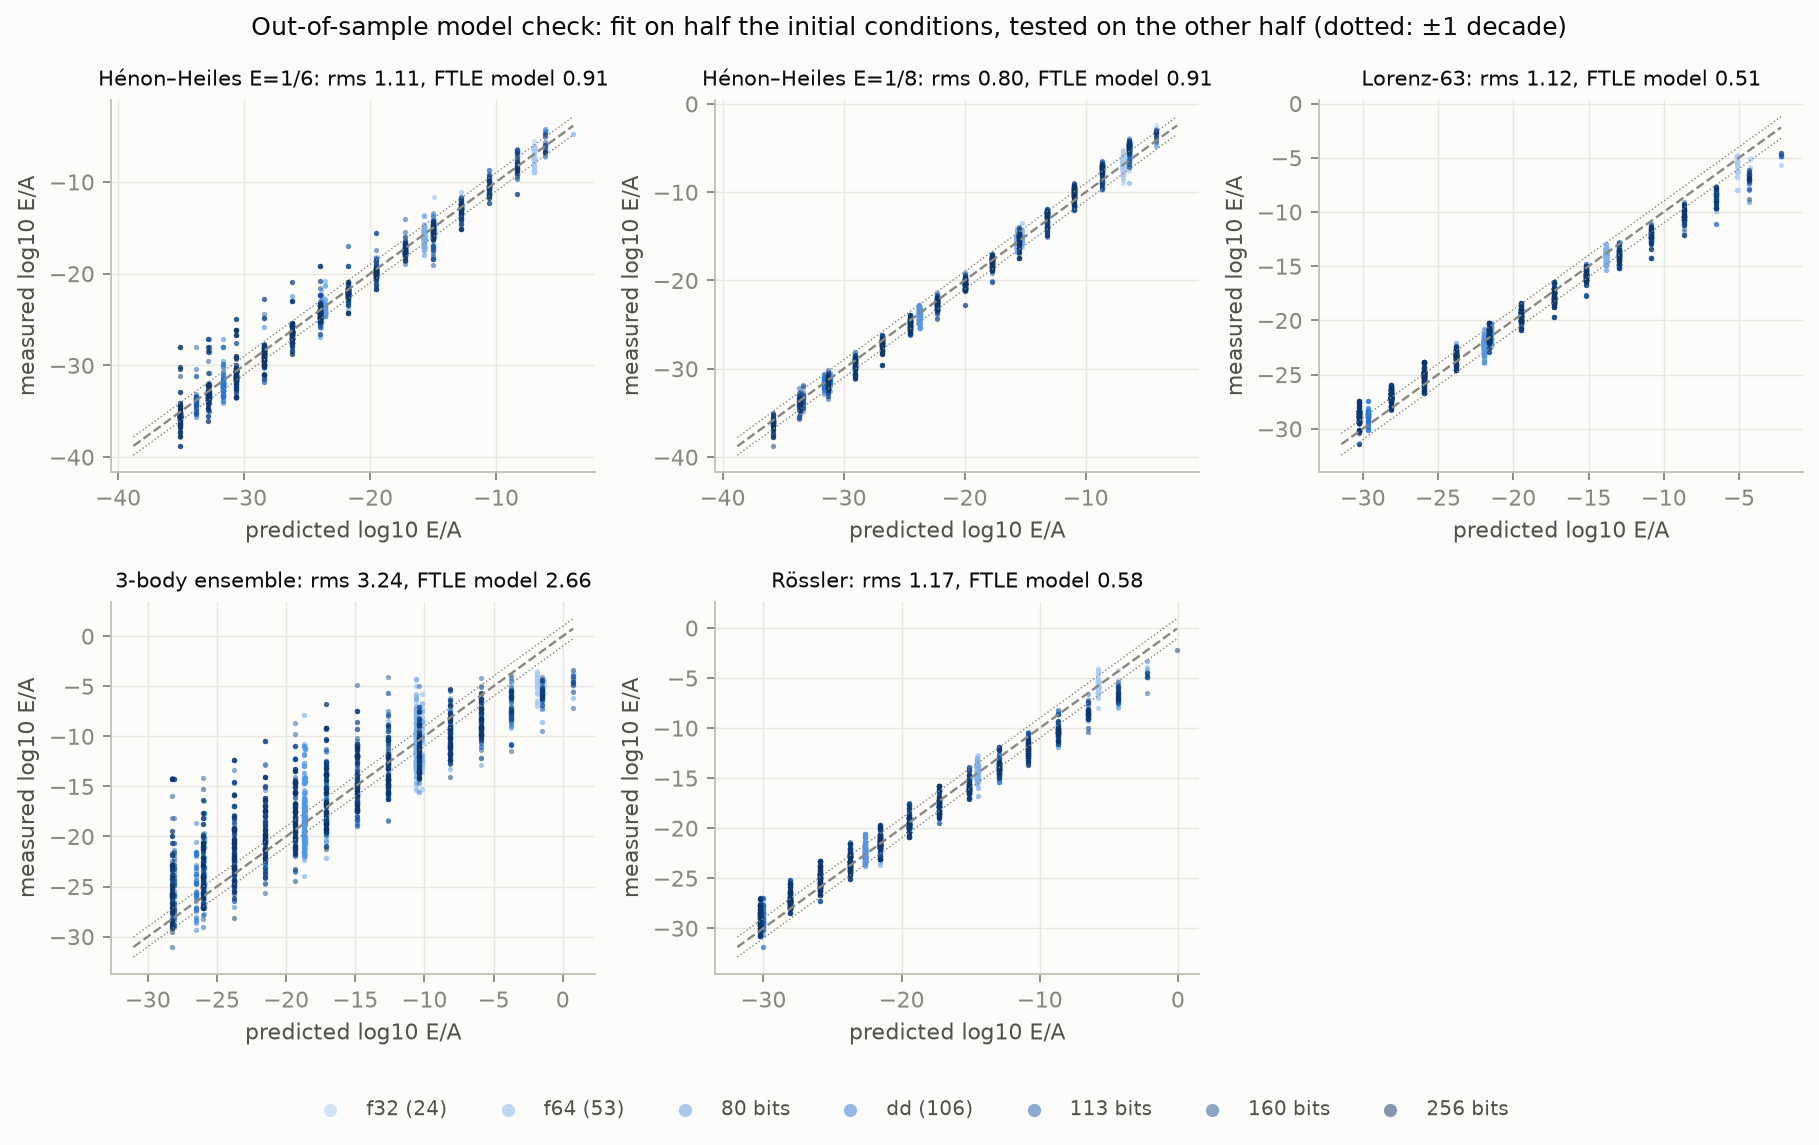 Out-of-sample model check: fit on half the initial conditions, tested on the other half (dotted: ±1 decade)
Hénon–Heiles E=1/6: rms 1.11, FTLE model 0.91
measured log10 E/A
−10
−20
−30
−40
−40 −30 −20 −10
predicted log10 E/A
Hénon–Heiles E=1/8: rms 0.80, FTLE model 0.91
measured log10 E/A
0
−10
−20
−30
−40
−40 −30 −20 −10
predicted log10 E/A
Lorenz-63: rms 1.12, FTLE model 0.51
measured log10 E/A
0
−5
−10
−15
−20
−25
−30
−30 −25 −20 −15 −10 −5
predicted log10 E/A
3-body ensemble: rms 3.24, FTLE model 2.66
measured log10 E/A
0
−5
−10
−15
−20
−25
−30
−30 −25 −20 −15 −10 −5 0
predicted log10 E/A
Rössler: rms 1.17, FTLE model 0.58
measured log10 E/A
0
−5
−10
−15
−20
−25
−30
−30 −20 −10 0
predicted log10 E/A
f32 (24) f64 (53) 80 bits dd (106) 113 bits 160 bits 256 bits